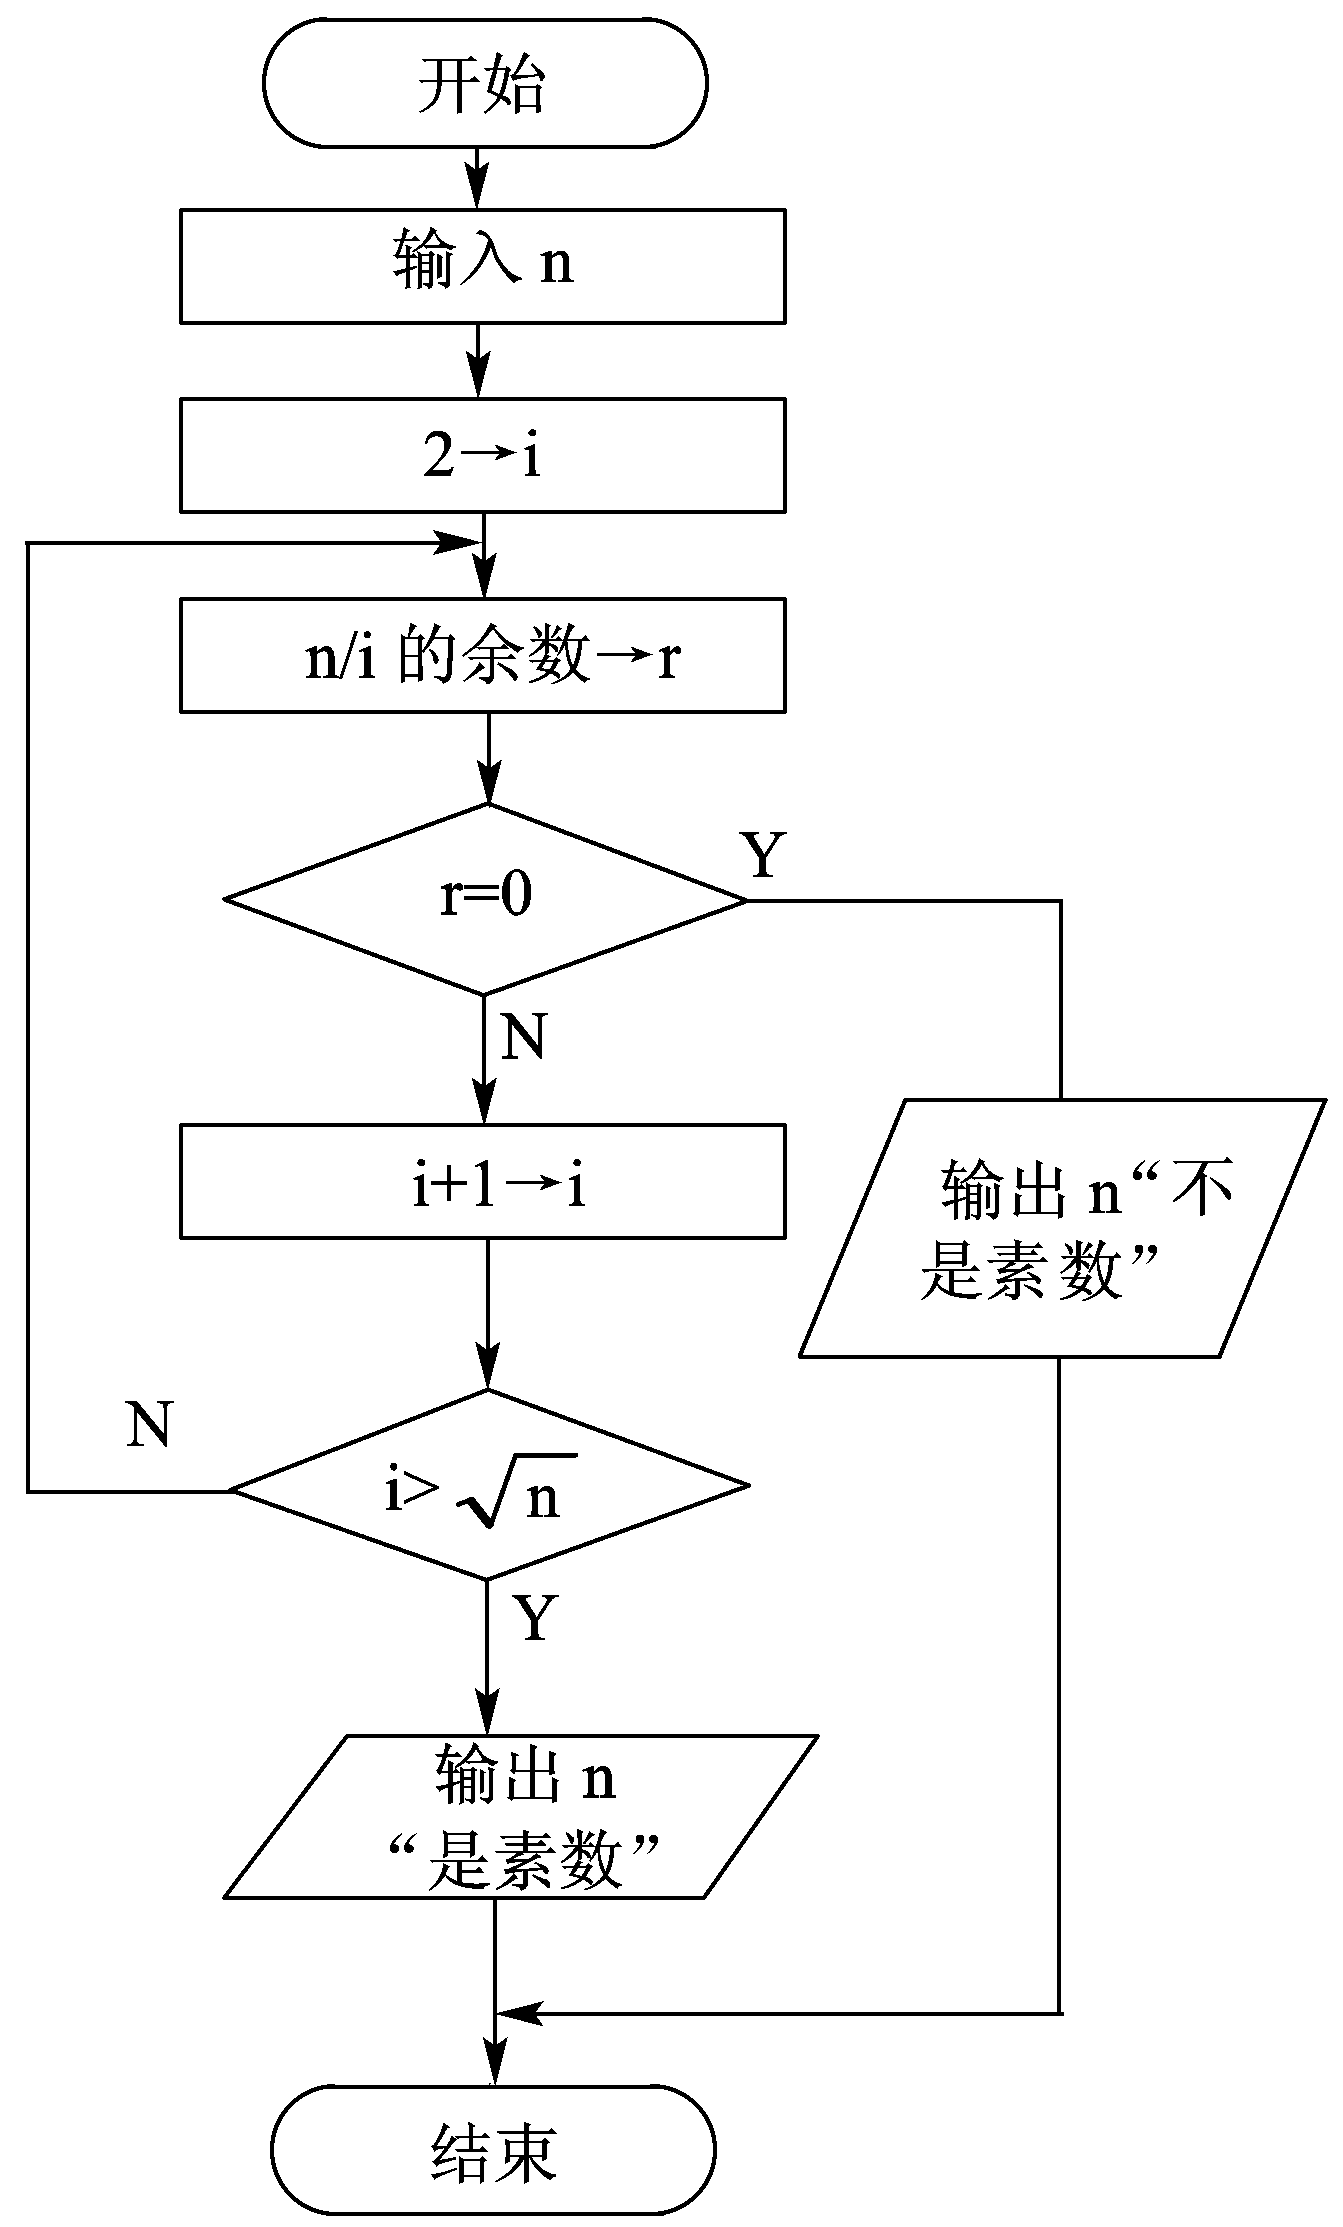 开始
输入 n
2→i
n/i 的余数→r
r=0
Y
N
i+1→i
输出 n“不
是素数”
N
i>√n
Y
输出 n
“是素数”
结束